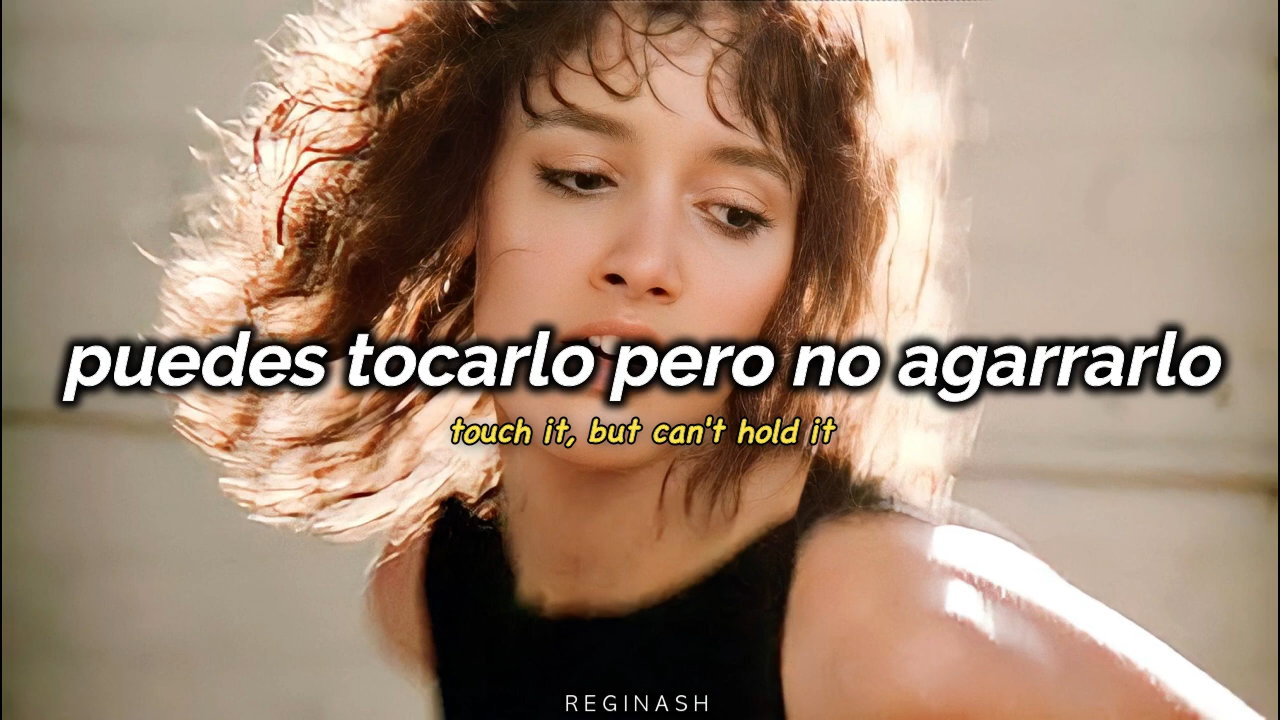 puedes tocarlo pero no agarrarlo
touch it, but can't hold it
REGINASH